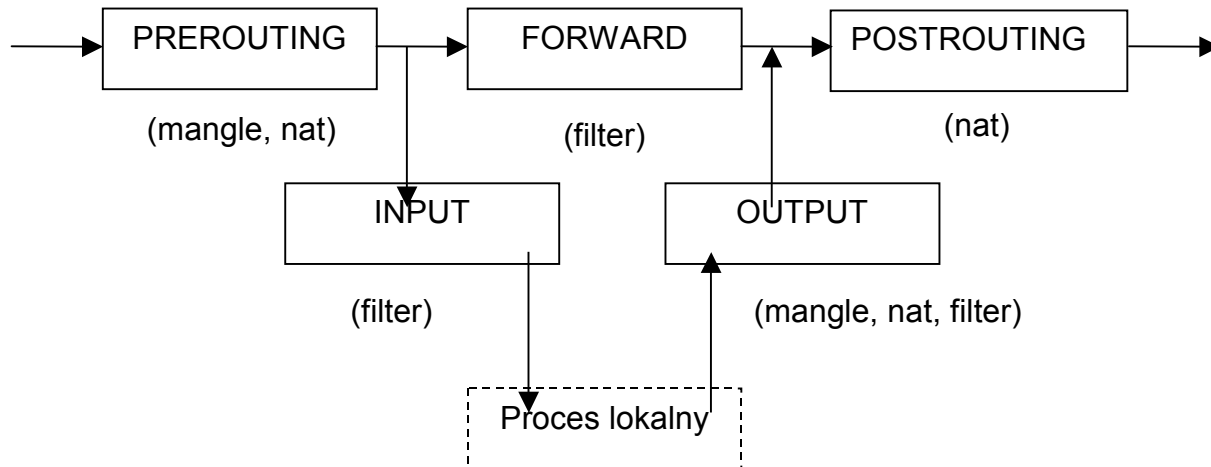 PREROUTING
FORWARD
POSTROUTING
(mangle, nat)
(filter)
(nat)
INPUT
OUTPUT
(filter)
(mangle, nat, filter)
Proces lokalny